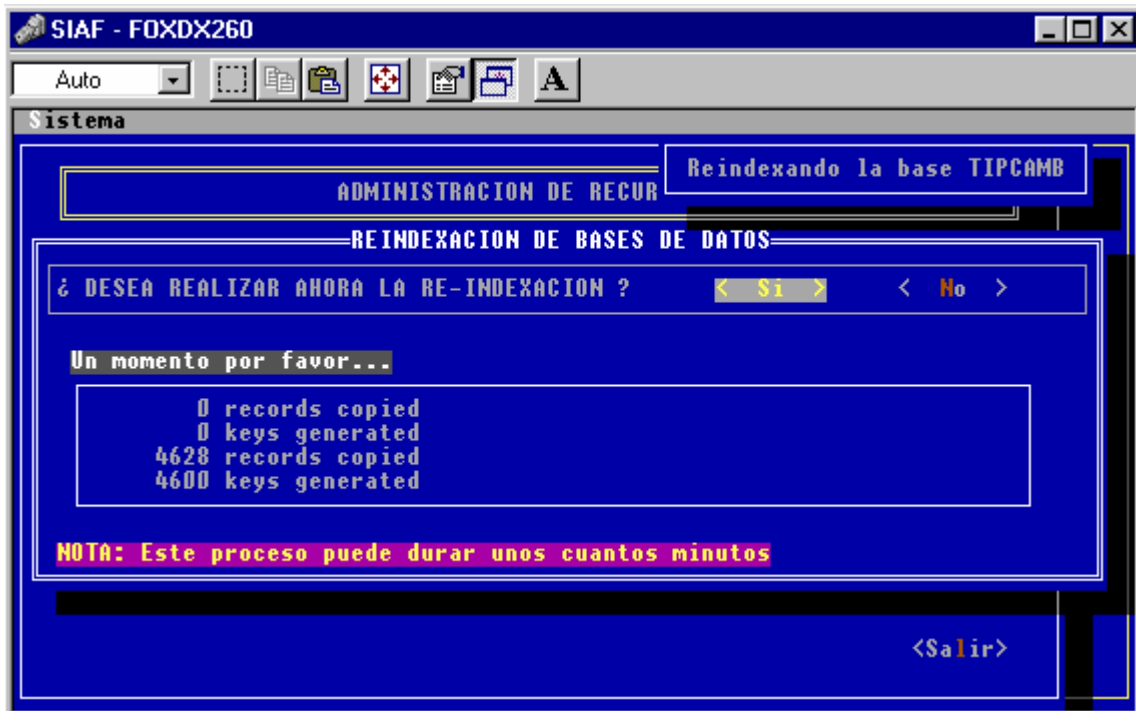 SIAF - FOXDX260
Auto
A
Sistema
Reindexando la base TIPCAMB
ADMINISTRACION DE RECUR
REINDEXACION DE BASES DE DATOS
¿ DESEA REALIZAR AHORA LA RE-INDEXACION ? < Si > < No >
Un momento por favor...
0 records copied
0 keys generated
4628 records copied
4600 keys generated
NOTA: Este proceso puede durar unos cuantos minutos
<Salir>